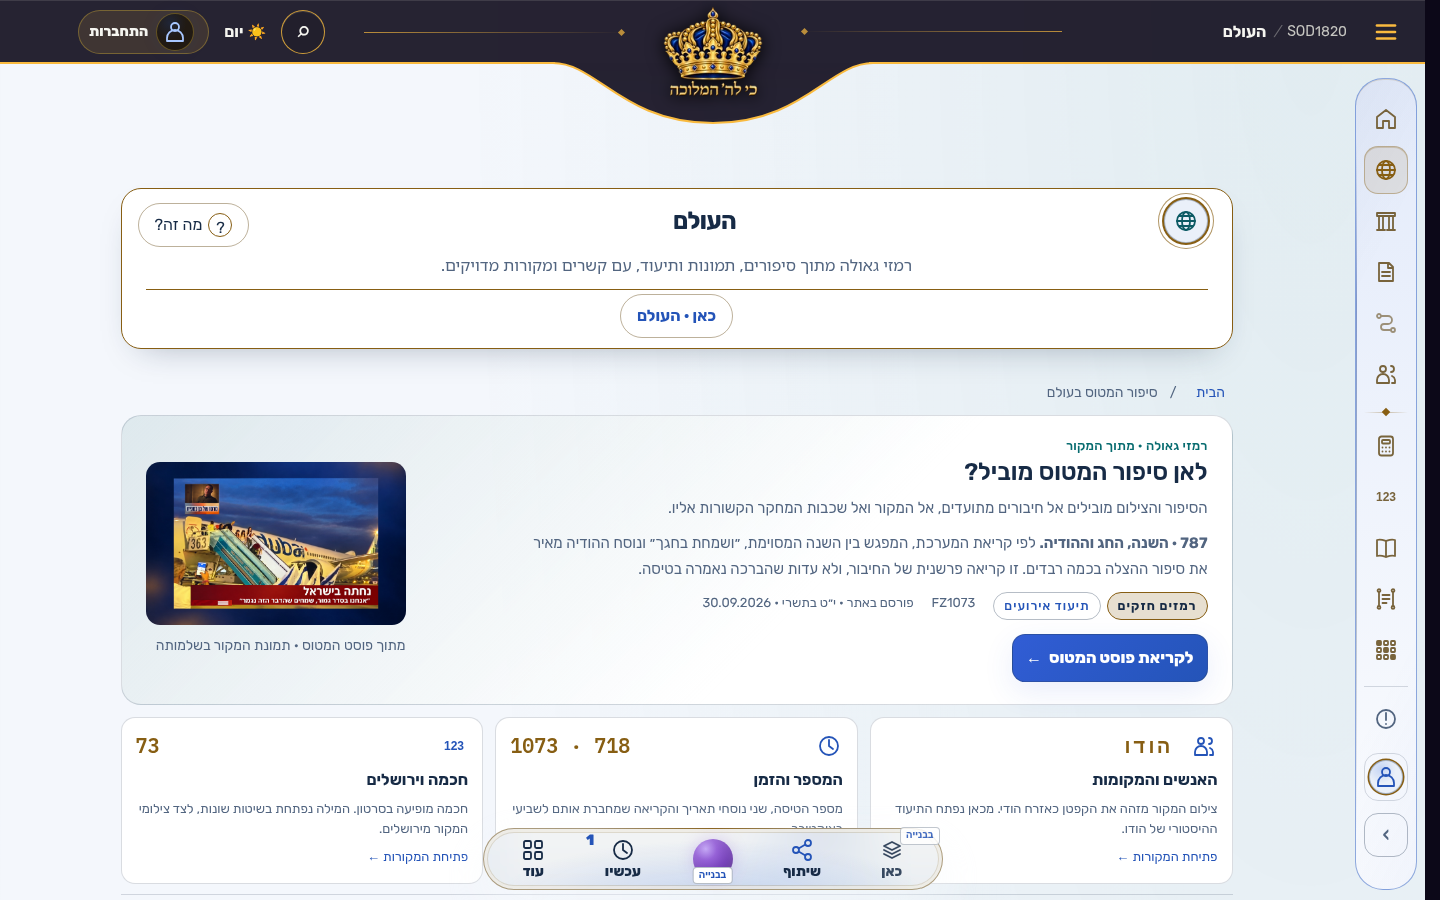 SOD1820 / העולם
כי לה' המלוכה
יום
התחברות
העולם
? מה זה?
רמזי גאולה מתוך סיפורים, תמונות ותיעוד, עם קשרים ומקורות מדויקים.
כאן • העולם
הבית / סיפור המטוס בעולם
רמזי גאולה • מתוך המקור
לאן סיפור המטוס מוביל?
הסיפור והצילום מובילים אל חיבורים מתועדים, אל המקור ואל שכבות המחקר הקשורות אליו.
787 • השנה, החג וההודיה. לפי קריאת המערכת, המפגש בין השנה המסוימת, ״ושמחת בחגך״ ונוסח ההודיה מאיר
את סיפור ההצלה בכמה רבדים. זו קריאה פרשנית של החיבור, ולא עדות שהברכה נאמרה בטיסה.
רמזים חזקים
תיעוד אירועים
FZ1073
פורסם באתר • י״ט בתשרי • 30.09.2026
לקריאת פוסט המטוס ←
נחתה בישראל
מתוך פוסט המטוס • תמונת המקור בשלמותה
הודו
האנשים והמקומות
צילום המקור מזהה את הקפטן כאזרח הודי. מכאן נפתח התיעוד
ההיסטורי של הודו.
פתיחת המקורות ←
718 · 1073
המספר והזמן
מספר הטיסה, שני נוסחי תאריך והקריאה שמחברת אותם לשביעי
123
73
חכמה וירושלים
חכמה מופיעה בסרטון. המילה נפתחת בשיטות שונות, לצד צילומי
המקור מירושלים.
פתיחת המקורות ←
בבנייה
כאן
שיתוף
בבנייה
1
עכשיו
עוד
123